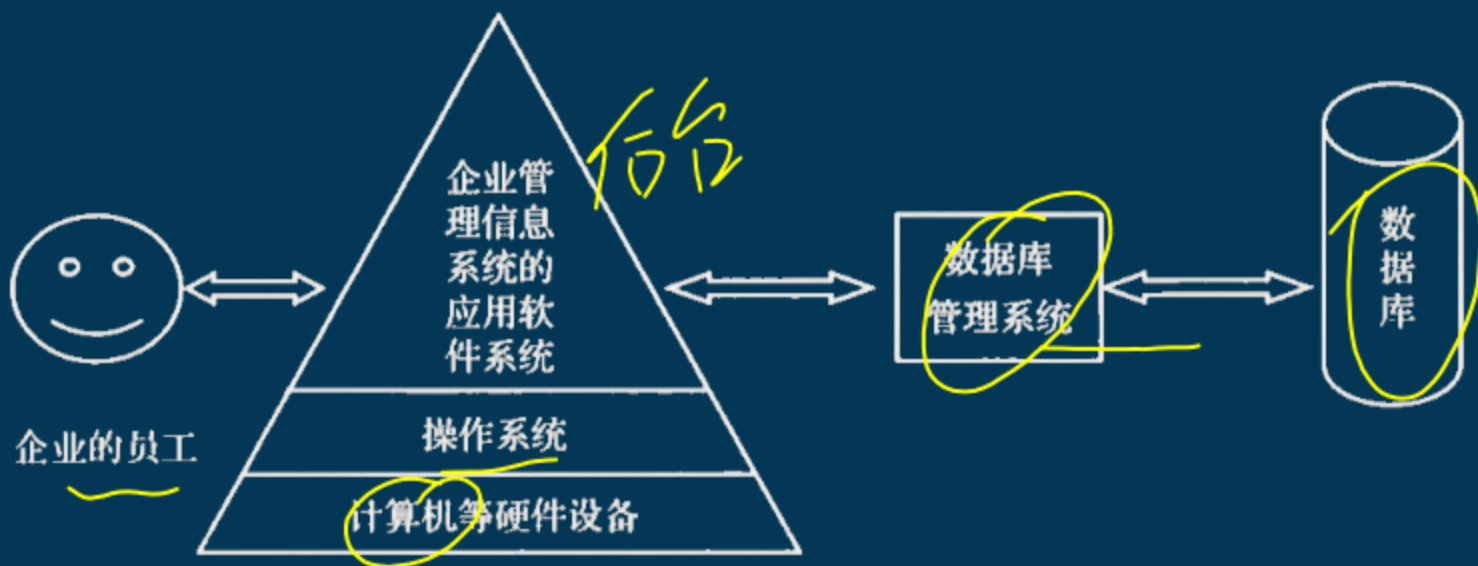 企业管
理信息
系统的
应用软
件系统
后台
数据库
管理系统
数
据
库
操作系统
企业的员工
计算机等硬件设备